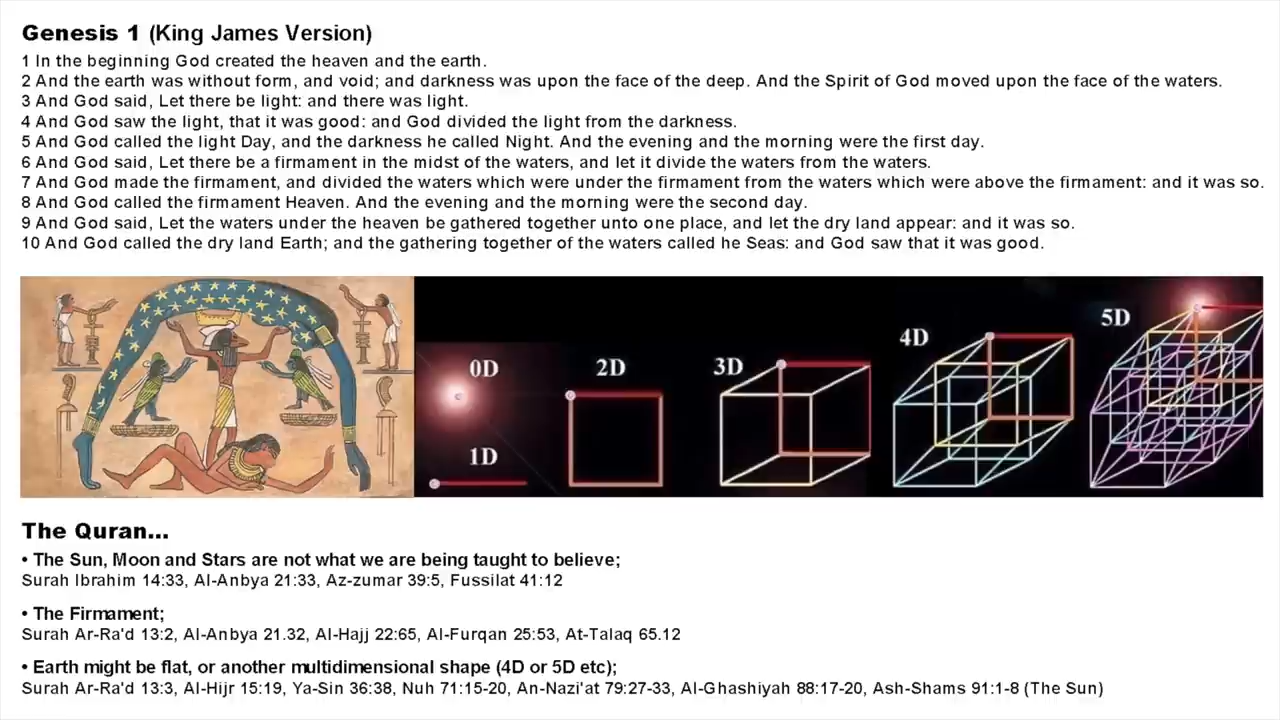 Genesis 1 (King James Version)
1 In the beginning God created the heaven and the earth.
2 And the earth was without form, and void; and darkness was upon the face of the deep. And the Spirit of God moved upon the face of the waters.
3 And God said, Let there be light: and there was light.
4 And God saw the light, that it was good: and God divided the light from the darkness.
5 And God called the light Day, and the darkness he called Night. And the evening and the morning were the first day.
6 And God said, Let there be a firmament in the midst of the waters, and let it divide the waters from the waters.
7 And God made the firmament, and divided the waters which were under the firmament from the waters which were above the firmament: and it was so.
8 And God called the firmament Heaven. And the evening and the morning were the second day.
9 And God said, Let the waters under the heaven be gathered together unto one place, and let the dry land appear: and it was so.
10 And God called the dry land Earth; and the gathering together of the waters called he Seas: and God saw that it was good.
0D
1D
2D
3D
4D
5D
The Quran...
• The Sun, Moon and Stars are not what we are being taught to believe;
Surah Ibrahim 14:33, Al-Anbya 21:33, Az-zumar 39:5, Fussilat 41:12
• The Firmament;
Surah Ar-Ra'd 13:2, Al-Anbya 21.32, Al-Hajj 22:65, Al-Furqan 25:53, At-Talaq 65.12
• Earth might be flat, or another multidimensional shape (4D or 5D etc);
Surah Ar-Ra'd 13:3, Al-Hijr 15:19, Ya-Sin 36:38, Nuh 71:15-20, An-Nazi'at 79:27-33, Al-Ghashiyah 88:17-20, Ash-Shams 91:1-8 (The Sun)